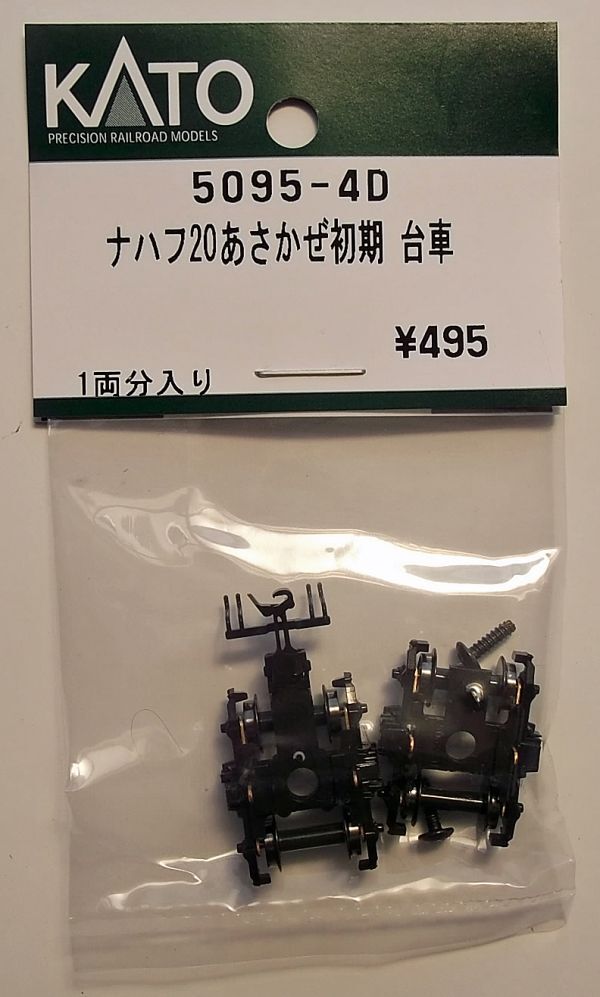 KATO
PRECISION RAILROAD MODELS
5095-4D
ナハフ20あさかぜ初期 台車
¥495
1両分入り